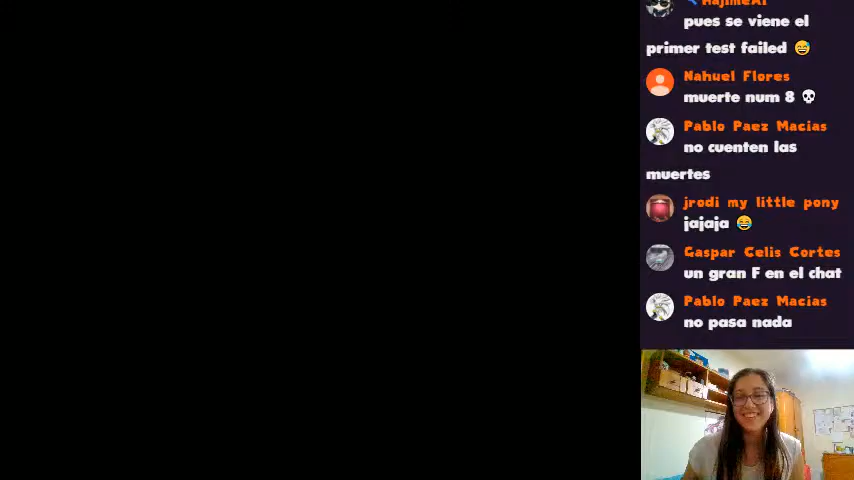 HajimeAI
pues se viene el
primer test failed 😅
Nahuel Flores
muerte num 8 💀
Pablo Paez Macias
no cuenten las
muertes
jrodi my little pony
jajaja 😂
Gaspar Celis Cortes
un gran F en el chat
Pablo Paez Macias
no pasa nada